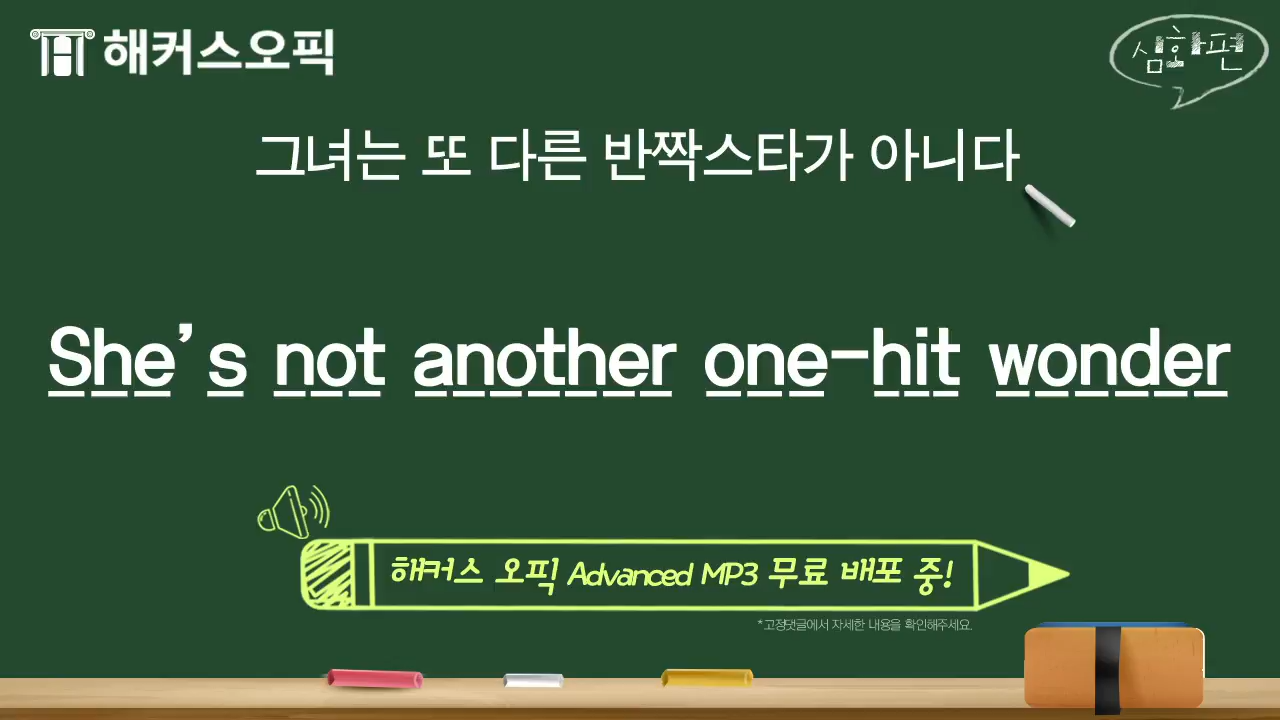 해커스오픽
심화편
그녀는 또 다른 반짝스타가 아니다
She’s not another one-hit wonder
해커스 오픽 Advanced MP3 무료 배포 중!
*고정댓글에서 자세한 내용을 확인해주세요.